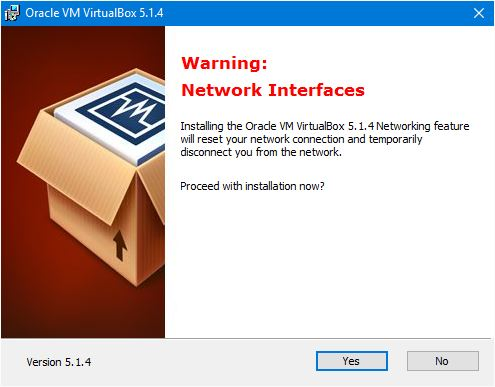 Oracle VM VirtualBox 5.1.4
Warning:
Network Interfaces
Installing the Oracle VM VirtualBox 5.1.4 Networking feature
will reset your network connection and temporarily
disconnect you from the network.
Proceed with installation now?
Version 5.1.4
Yes
No